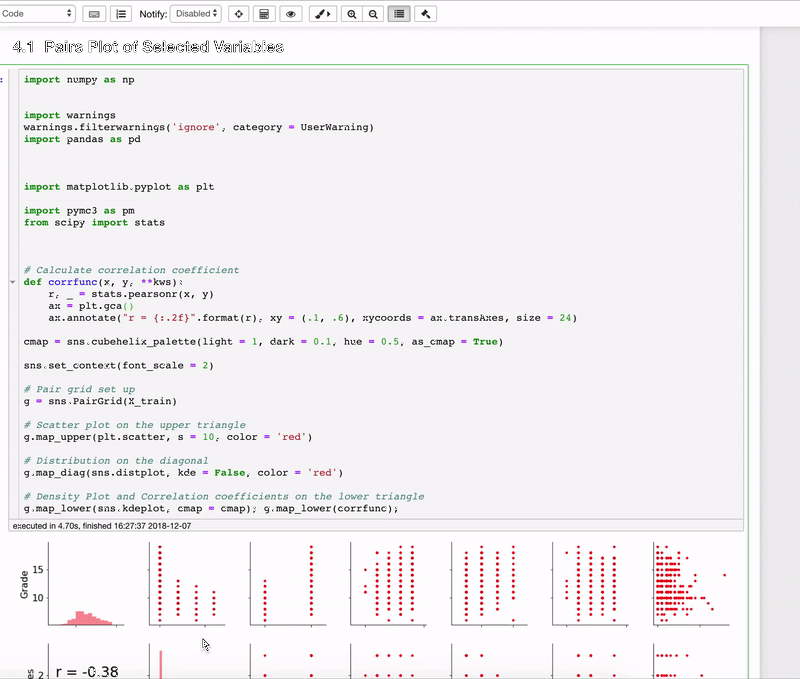 Code
Notify: Disabled
4.1 Pairs Plot of Selected Variables
import numpy as np
import warnings
warnings.filterwarnings('ignore', category = UserWarning)
import pandas as pd
import matplotlib.pyplot as plt
import pymc3 as pm
from scipy import stats
# Calculate correlation coefficient
def corrfunc(x, y, **kws):
    r, _ = stats.pearsonr(x, y)
    ax = plt.gca()
    ax.annotate("r = {:.2f}".format(r), xy = (.1, .6), xycoords = ax.transAxes, size = 24)
cmap = sns.cubehelix_palette(light = 1, dark = 0.1, hue = 0.5, as_cmap = True)
sns.set_context(font_scale = 2)
# Pair grid set up
g = sns.PairGrid(X_train)
# Scatter plot on the upper triangle
g.map_upper(plt.scatter, s = 10, color = 'red')
# Distribution on the diagonal
g.map_diag(sns.distplot, kde = False, color = 'red')
# Density Plot and Correlation coefficients on the lower triangle
g.map_lower(sns.kdeplot, cmap = cmap); g.map_lower(corrfunc);
executed in 4.70s, finished 16:27:37 2018-12-07
Grade
15
10
2
r = -0.38